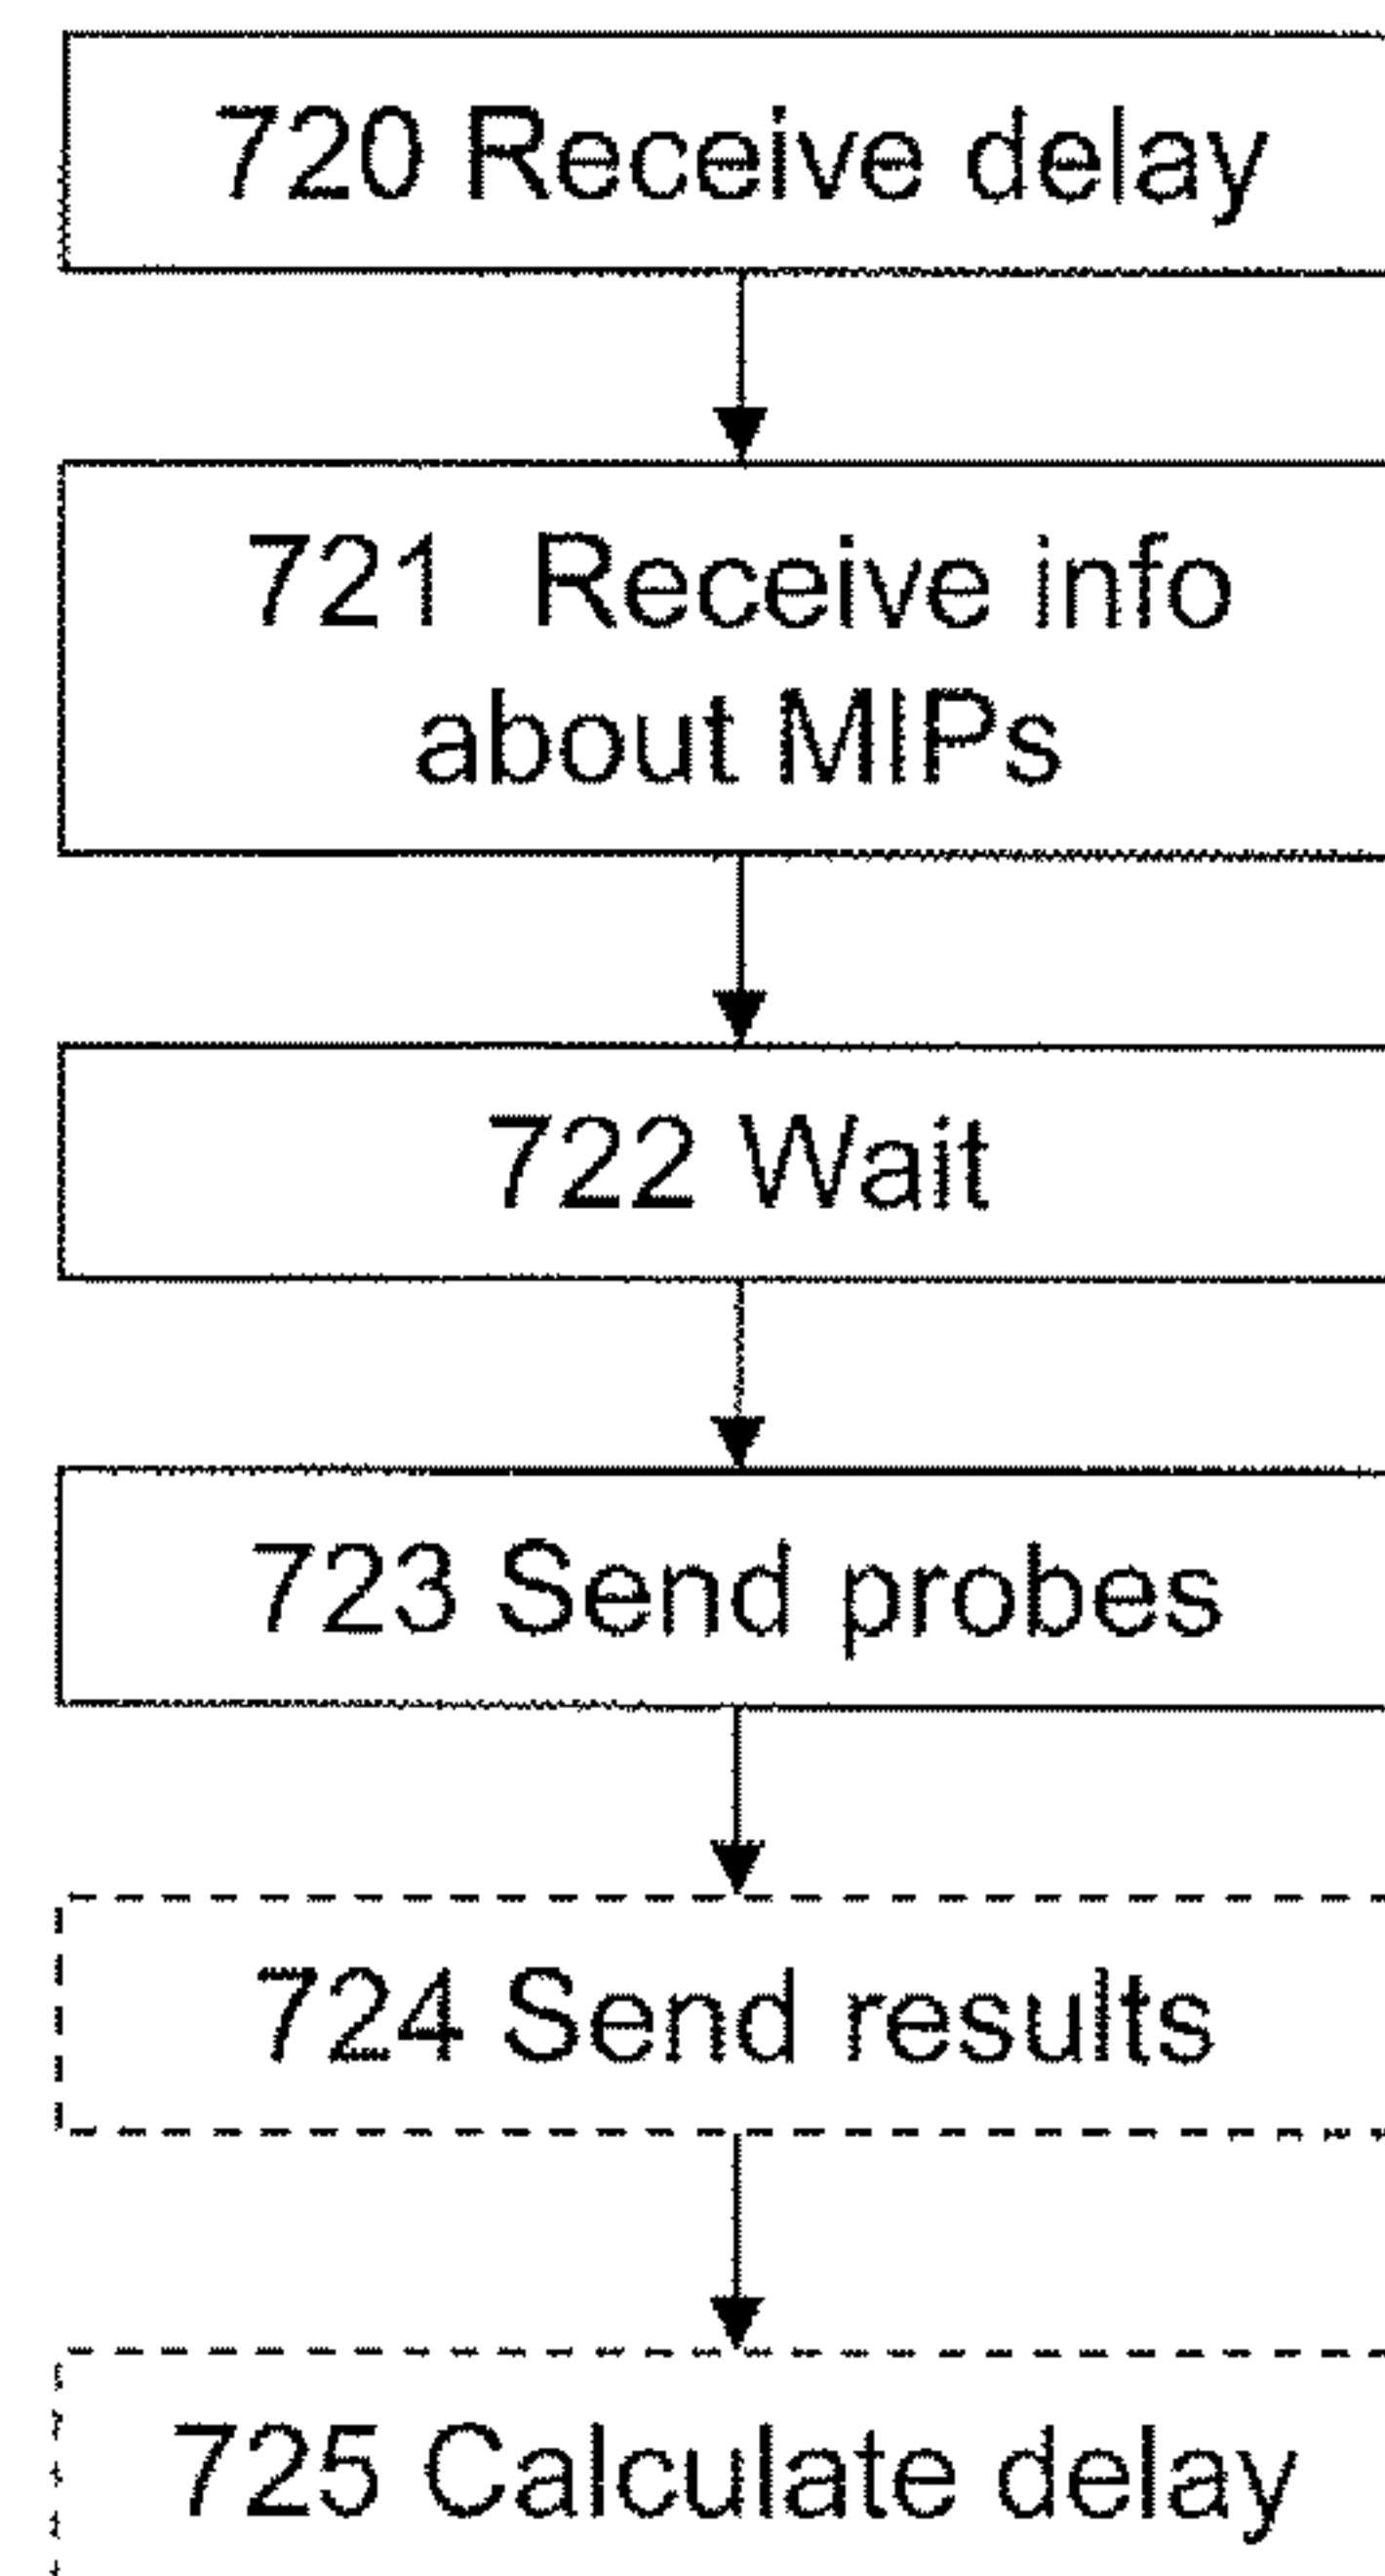 720 Receive delay
721 Receive info
about MIPs
722 Wait
723 Send probes
724 Send results
725 Calculate delay